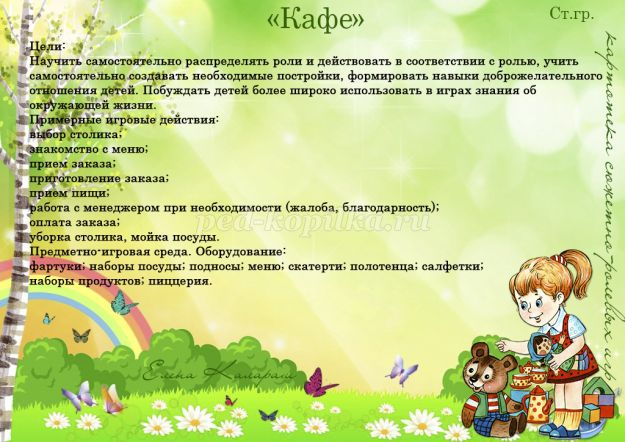 «Кафе»
Ст.гр.
Цели:
Научить самостоятельно распределять роли и действовать в соответствии с ролью, учить
самостоятельно создавать необходимые постройки, формировать навыки доброжелательного
отношения детей. Побуждать детей более широко использовать в играх знания об
окружающей жизни.
Примерные игровые действия:
выбор столика;
знакомство с меню;
прием заказа;
приготовление заказа;
прием пищи;
работа с менеджером при необходимости (жалоба, благодарность);
оплата заказа;
уборка столика, мойка посуды.
Предметно-игровая среда. Оборудование:
фартуки; наборы посуды; подносы; меню; скатерти; полотенца; салфетки;
наборы продуктов; пиццерия.
картотека сюжетно-ролевых игр
ped-kopilka.ru
Елена